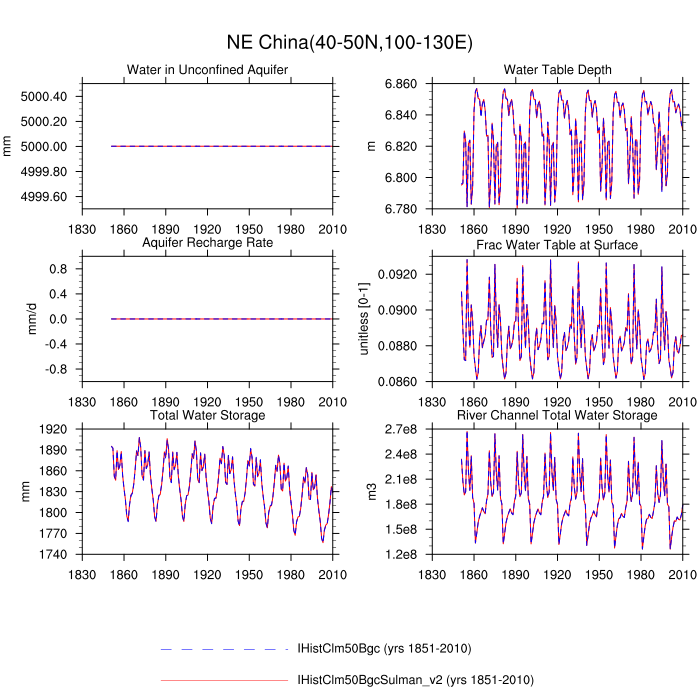 NE China(40-50N,100-130E)
Water in Unconfined Aquifer
mm
5000.40
5000.20
5000.00
4999.80
4999.60
1830 1860 1890 1920 1950 1980 2010
Water Table Depth
m
6.860
6.840
6.820
6.800
6.780
1830 1860 1890 1920 1950 1980 2010
Aquifer Recharge Rate
mm/d
0.8
0.4
0.0
-0.4
-0.8
1830 1860 1890 1920 1950 1980 2010
Frac Water Table at Surface
unitless [0-1]
0.0920
0.0900
0.0880
0.0860
1830 1860 1890 1920 1950 1980 2010
Total Water Storage
mm
1920
1890
1860
1830
1800
1770
1740
1830 1860 1890 1920 1950 1980 2010
River Channel Total Water Storage
m3
2.7e8
2.4e8
2.1e8
1.8e8
1.5e8
1.2e8
1830 1860 1890 1920 1950 1980 2010
IHistClm50Bgc (yrs 1851-2010)
IHistClm50BgcSulman_v2 (yrs 1851-2010)